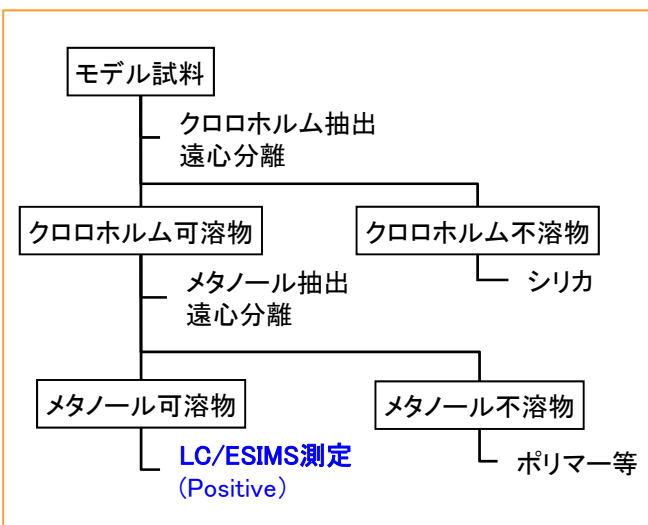 モデル試料
クロロホルム抽出
遠心分離
クロロホルム可溶物
クロロホルム不溶物
シリカ
メタノール抽出
遠心分離
メタノール可溶物
メタノール不溶物
LC/ESIMS測定
(Positive)
ポリマー等